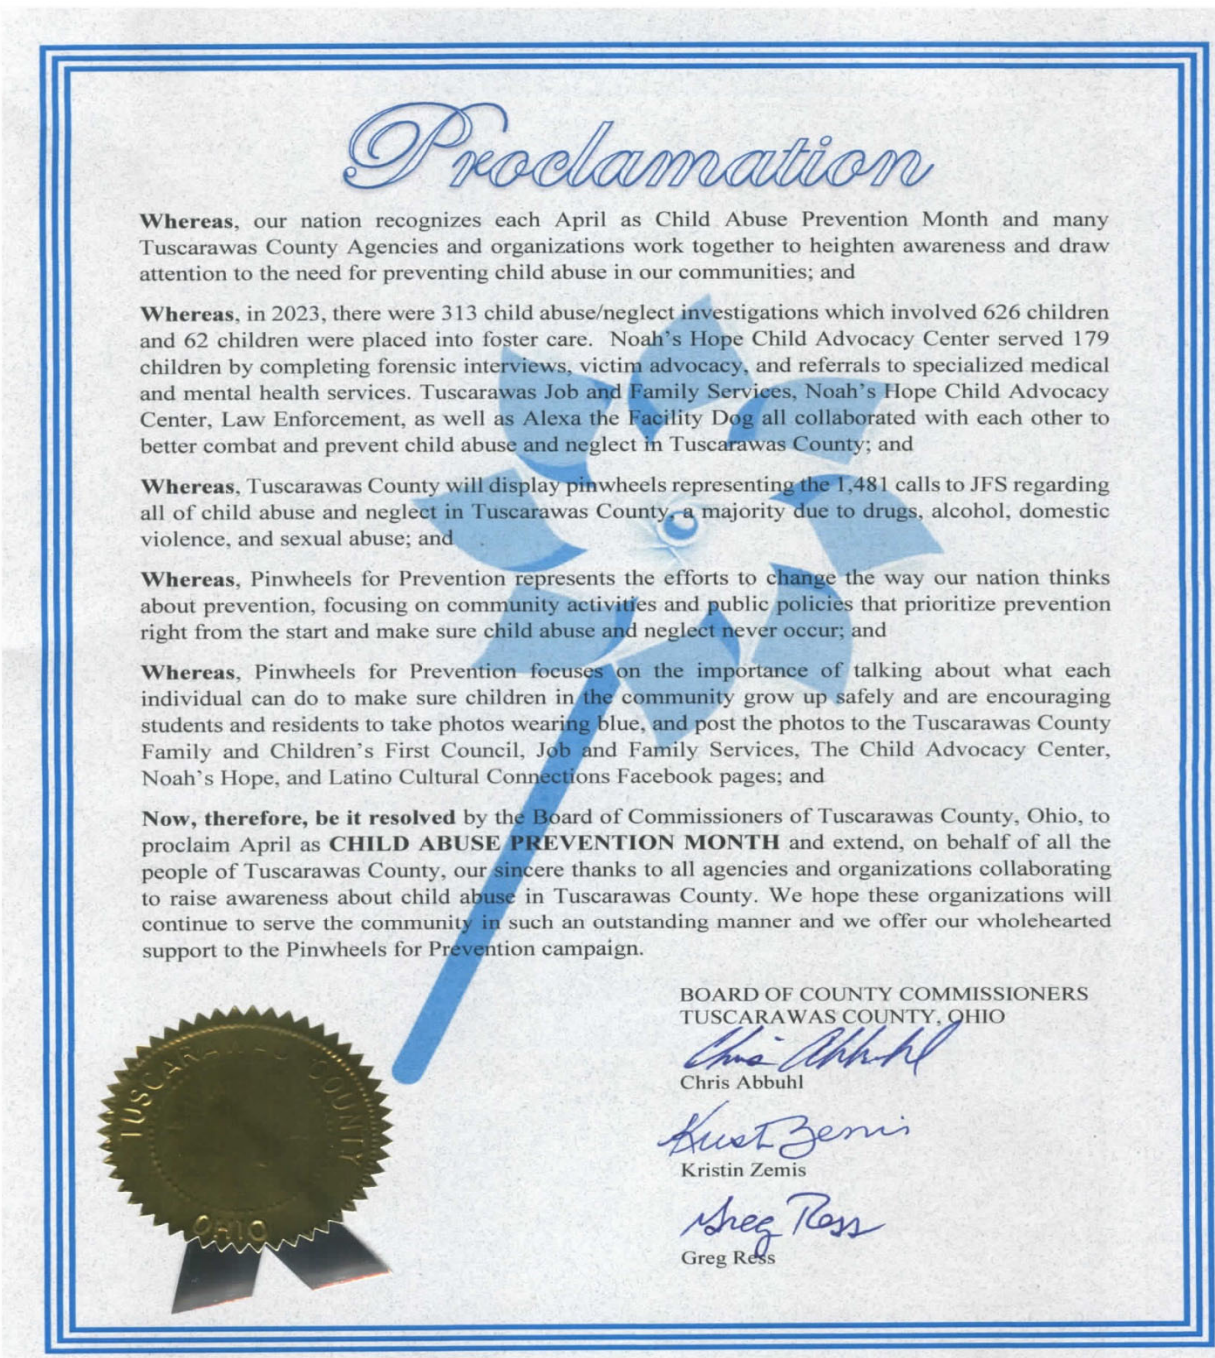 Proclamation
Whereas, our nation recognizes each April as Child Abuse Prevention Month and many
Tuscarawas County Agencies and organizations work together to heighten awareness and draw
attention to the need for preventing child abuse in our communities; and
Whereas, in 2023, there were 313 child abuse/neglect investigations which involved 626 children
and 62 children were placed into foster care. Noah's Hope Child Advocacy Center served 179
children by completing forensic interviews, victim advocacy, and referrals to specialized medical
and mental health services. Tuscarawas Job and Family Services, Noah's Hope Child Advocacy
Center, Law Enforcement, as well as Alexa the Facility Dog all collaborated with each other to
better combat and prevent child abuse and neglect in Tuscarawas County; and
Whereas, Tuscarawas County will display pinwheels representing the 1,481 calls to JFS regarding
all of child abuse and neglect in Tuscarawas County, a majority due to drugs, alcohol, domestic
violence, and sexual abuse; and
Whereas, Pinwheels for Prevention represents the efforts to change the way our nation thinks
about prevention, focusing on community activities and public policies that prioritize prevention
right from the start and make sure child abuse and neglect never occur; and
Whereas, Pinwheels for Prevention focuses on the importance of talking about what each
individual can do to make sure children in the community grow up safely and are encouraging
students and residents to take photos wearing blue, and post the photos to the Tuscarawas County
Family and Children's First Council, Job and Family Services, The Child Advocacy Center,
Noah's Hope, and Latino Cultural Connections Facebook pages; and
Now, therefore, be it resolved by the Board of Commissioners of Tuscarawas County, Ohio, to
proclaim April as CHILD ABUSE PREVENTION MONTH and extend, on behalf of all the
people of Tuscarawas County, our sincere thanks to all agencies and organizations collaborating
to raise awareness about child abuse in Tuscarawas County. We hope these organizations will
continue to serve the community in such an outstanding manner and we offer our wholehearted
support to the Pinwheels for Prevention campaign.
BOARD OF COUNTY COMMISSIONERS
TUSCARAWAS COUNTY, OHIO
Chris Abbuhl
Chris Abbuhl
Krist Zemis
Kristin Zemis
Greg Ress
Greg Ress
TUSCARAWAS COUNTY
OHIO